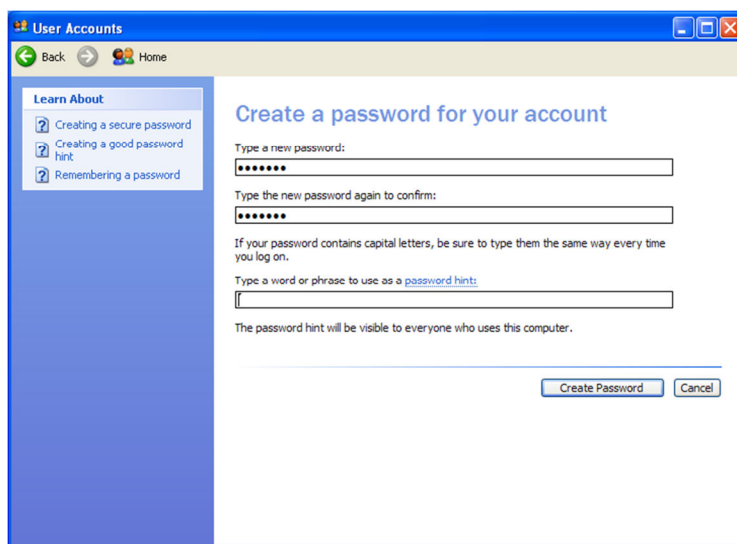 User Accounts
Back Home
Learn About
Creating a secure password
Creating a good password
hint
Remembering a password
Create a password for your account
Type a new password:
•••••••
Type the new password again to confirm:
•••••••
If your password contains capital letters, be sure to type them the same way every time
you log on.
Type a word or phrase to use as a password hint:
The password hint will be visible to everyone who uses this computer.
Create Password Cancel